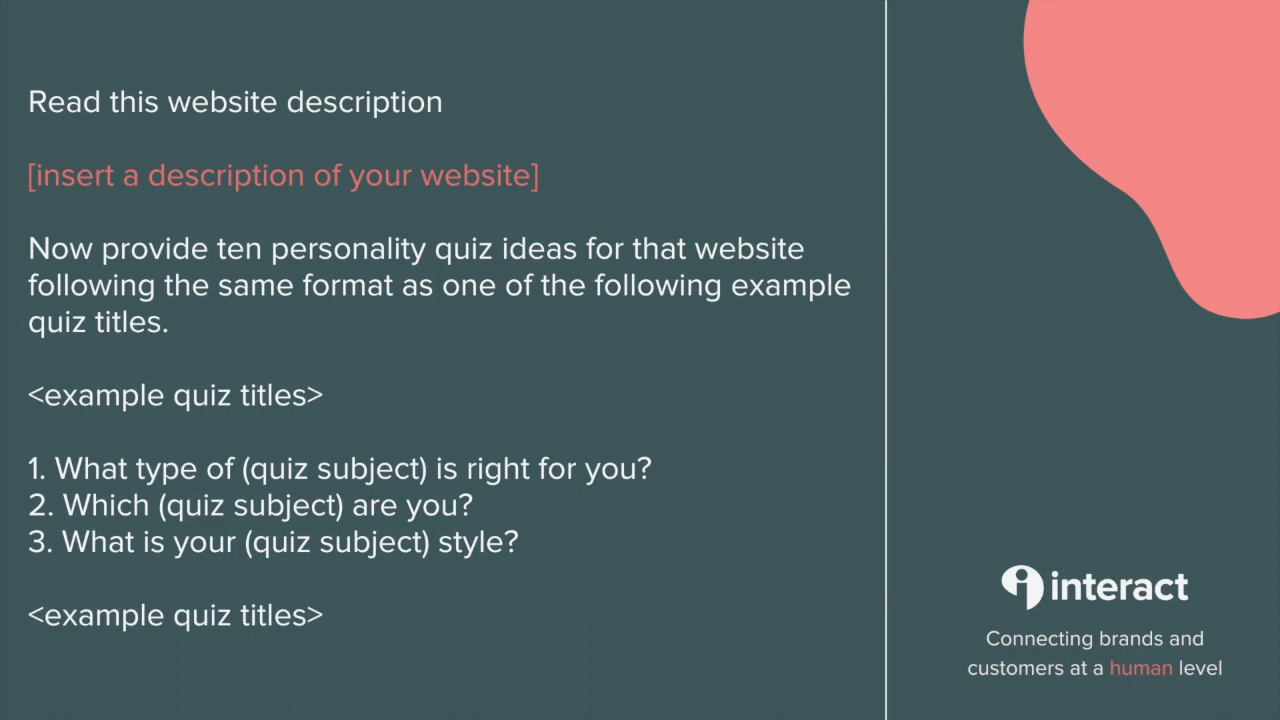 Read this website description
[insert a description of your website]
Now provide ten personality quiz ideas for that website
following the same format as one of the following example
quiz titles.
<example quiz titles>
1. What type of (quiz subject) is right for you?
2. Which (quiz subject) are you?
3. What is your (quiz subject) style?
<example quiz titles>
interact
Connecting brands and
customers at a human level